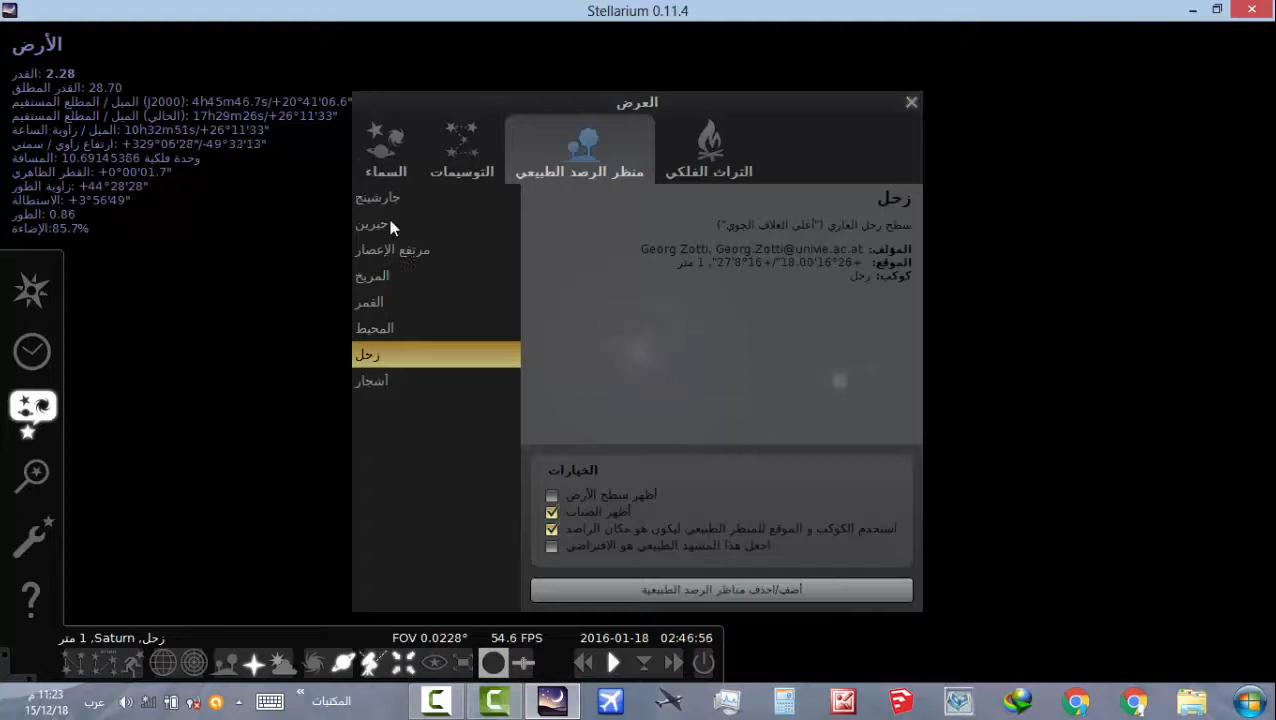 Stellarium 0.11.4
الأرض
القدر: 2.28
القدر المطلق: 28.70
الميل / المطلع المستقيم (J2000): 4h45m46.7s/+20°41'06.6"
الميل / المطلع المستقيم (الحالي): 17h29m26s/+26°11'33"
الميل / زاوية الساعة: 10h32m51s/+26°11'33"
ارتفاع زاوي / سمتي: +329°06'28"/-49°33'13"
المسافة: 10.69145386 وحدة فلكية
القطر الظاهري: +0°00'01.7"
زاوية الطور: +44°28'28"
الاستطالة: +3°56'49"
الطور: 0.86
الإضاءة: 85.7%
العرض
السماء
التوسيمات
منظر الرصد الطبيعي
التراث الفلكي
جارشينج
جيرين
مرتفع الإعصار
المريخ
القمر
المحيط
زحل
أشجار
زحل
سطح زحل العاري ("أعلى الغلاف الجوي")
المؤلف: Georg Zotti, Georg.Zotti@univie.ac.at
الموقع: +26°16'18.00"/+16°8'27", 1 متر
كوكب: زحل
الخيارات
أظهر سطح الأرض
أظهر الضباب
استخدم الكوكب و الموقع للمنظر الطبيعي ليكون هو مكان الراصد
اجعل هذا المشهد الطبيعي هو الافتراضي
أضف/احذف مناظر الرصد الطبيعية
زحل, Saturn, 1 متر
FOV 0.0228°
54.6 FPS
2016-01-18
02:46:56
11:23 م
15/12/18
عرب
المكتبات